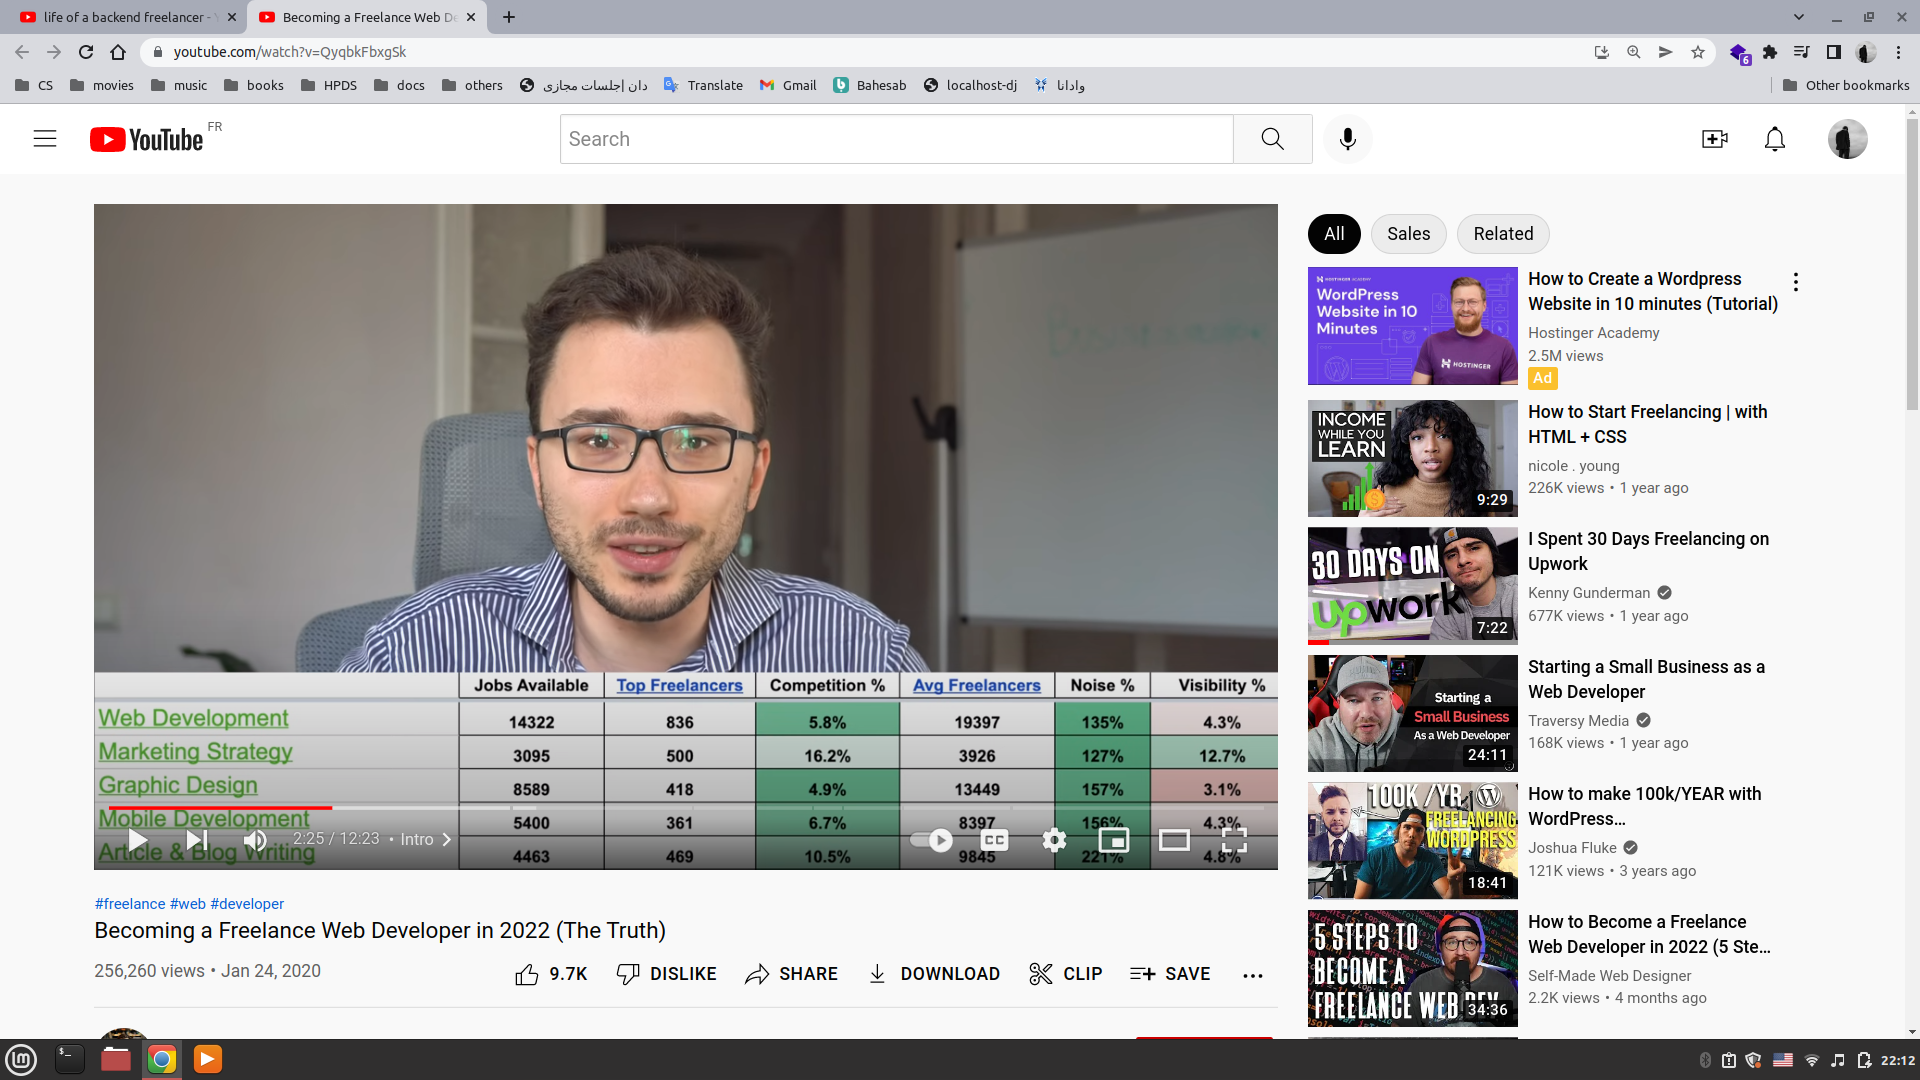 life of a backend freelancer -
Becoming a Freelance Web De
youtube.com/watch?v=QyqbkFbxgSk
6
CS
movies
music
books
HPDS
docs
others
دان |جلسات مجازی
Translate
Gmail
Bahesab
localhost-dj
وادانا
Other bookmarks
YouTube FR
Search
Jobs Available Top Freelancers Competition % Avg Freelancers Noise % Visibility %
Web Development 14322 836 5.8% 19397 135% 4.3%
Marketing Strategy 3095 500 16.2% 3926 127% 12.7%
Graphic Design 8589 418 4.9% 13449 157% 3.1%
Mobile Development 5400 361 6.7% 8397 156% 4.3%
Article & Blog Writing 4463 469 10.5% 9845 221% 4.8%
2:25 / 12:23 • Intro
CC
#freelance #web #developer
Becoming a Freelance Web Developer in 2022 (The Truth)
256,260 views • Jan 24, 2020
9.7K
DISLIKE
SHARE
DOWNLOAD
CLIP
SAVE
All
Sales
Related
HOSTINGER ACADEMY
WordPress
Website in 10
Minutes
HOSTINGER
How to Create a Wordpress
Website in 10 minutes (Tutorial)
Hostinger Academy
2.5M views
Ad
INCOME
WHILE YOU
LEARN
9:29
How to Start Freelancing | with
HTML + CSS
nicole . young
226K views • 1 year ago
30 DAYS ON
upwork
7:22
I Spent 30 Days Freelancing on
Upwork
Kenny Gunderman
677K views • 1 year ago
Starting a
Small Business
As a Web Developer
24:11
Starting a Small Business as a
Web Developer
Traversy Media
168K views • 1 year ago
100K /YR
FREELANCING
WORDPRESS
18:41
How to make 100k/YEAR with
WordPress…
Joshua Fluke
121K views • 3 years ago
5 STEPS TO
BECOME A
FREELANCE WEB DEV
34:36
How to Become a Freelance
Web Developer in 2022 (5 Ste…
Self-Made Web Designer
2.2K views • 4 months ago
22:12